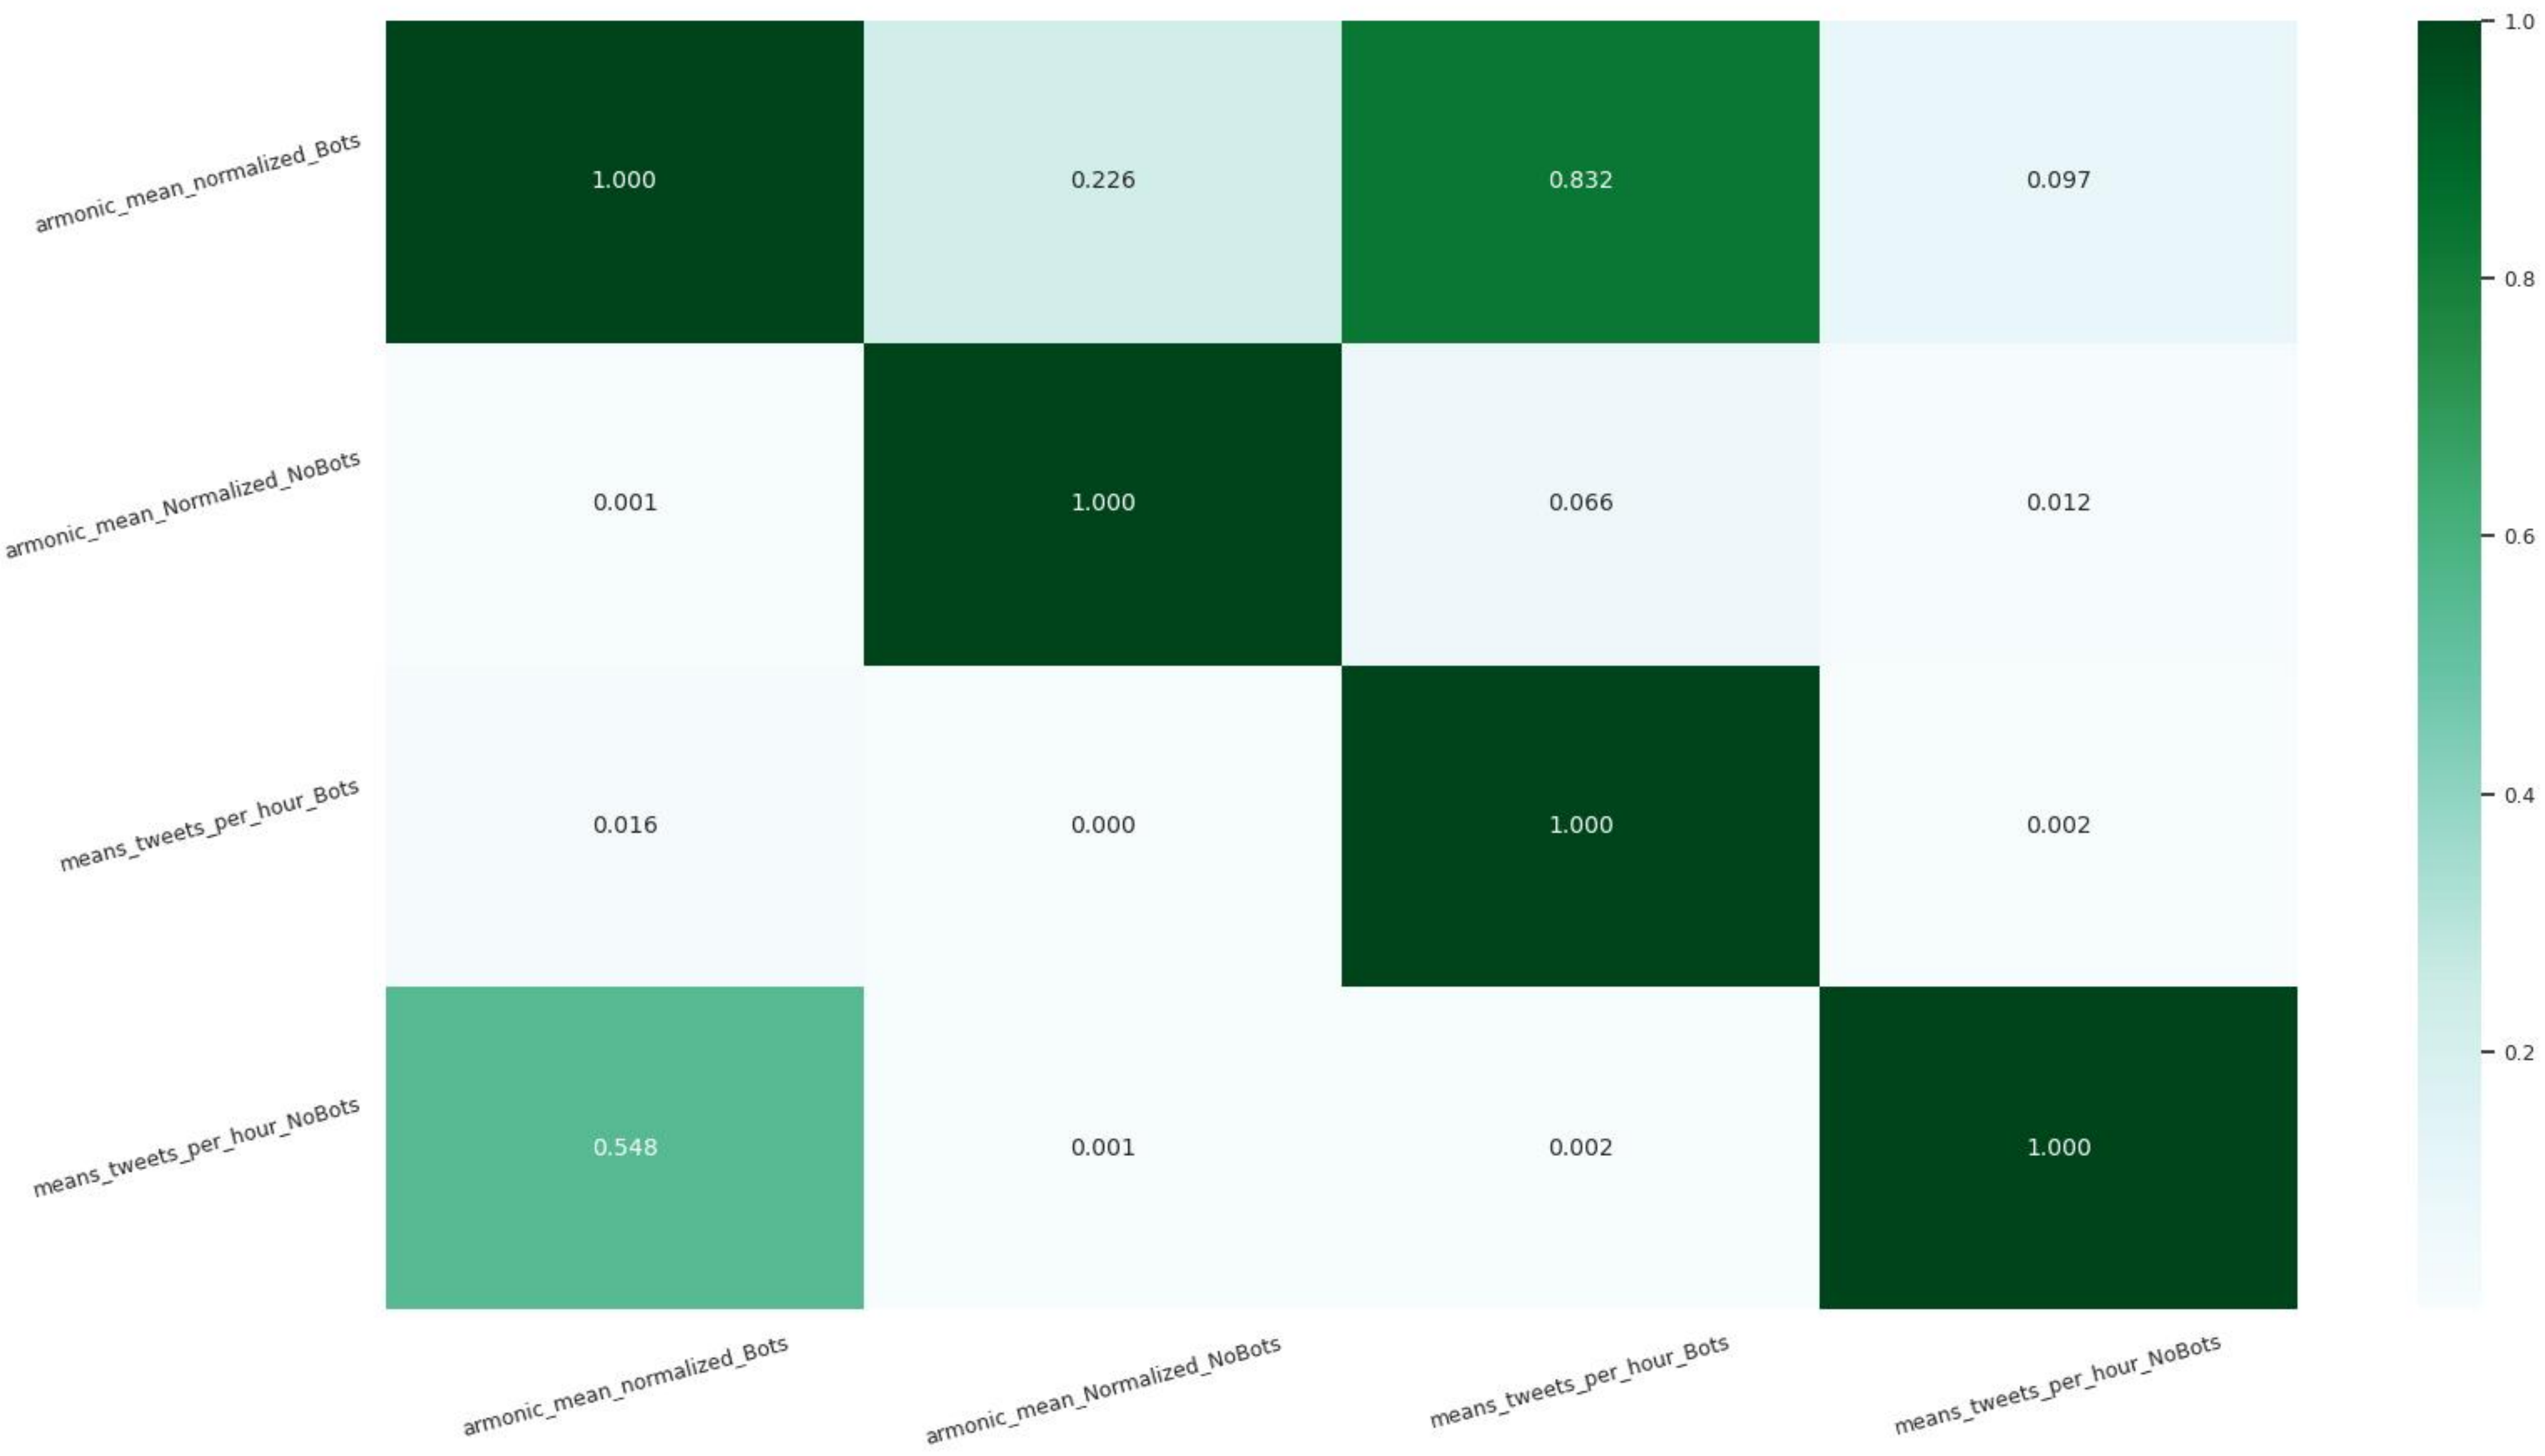 armonic_mean_normalized_Bots
1.000 0.226 0.832 0.097
armonic_mean_Normalized_NoBots
0.001 1.000 0.066 0.012
means_tweets_per_hour_Bots
0.016 0.000 1.000 0.002
means_tweets_per_hour_NoBots
0.548 0.001 0.002 1.000
armonic_mean_normalized_Bots
armonic_mean_Normalized_NoBots
means_tweets_per_hour_Bots
means_tweets_per_hour_NoBots
1.0
0.8
0.6
0.4
0.2